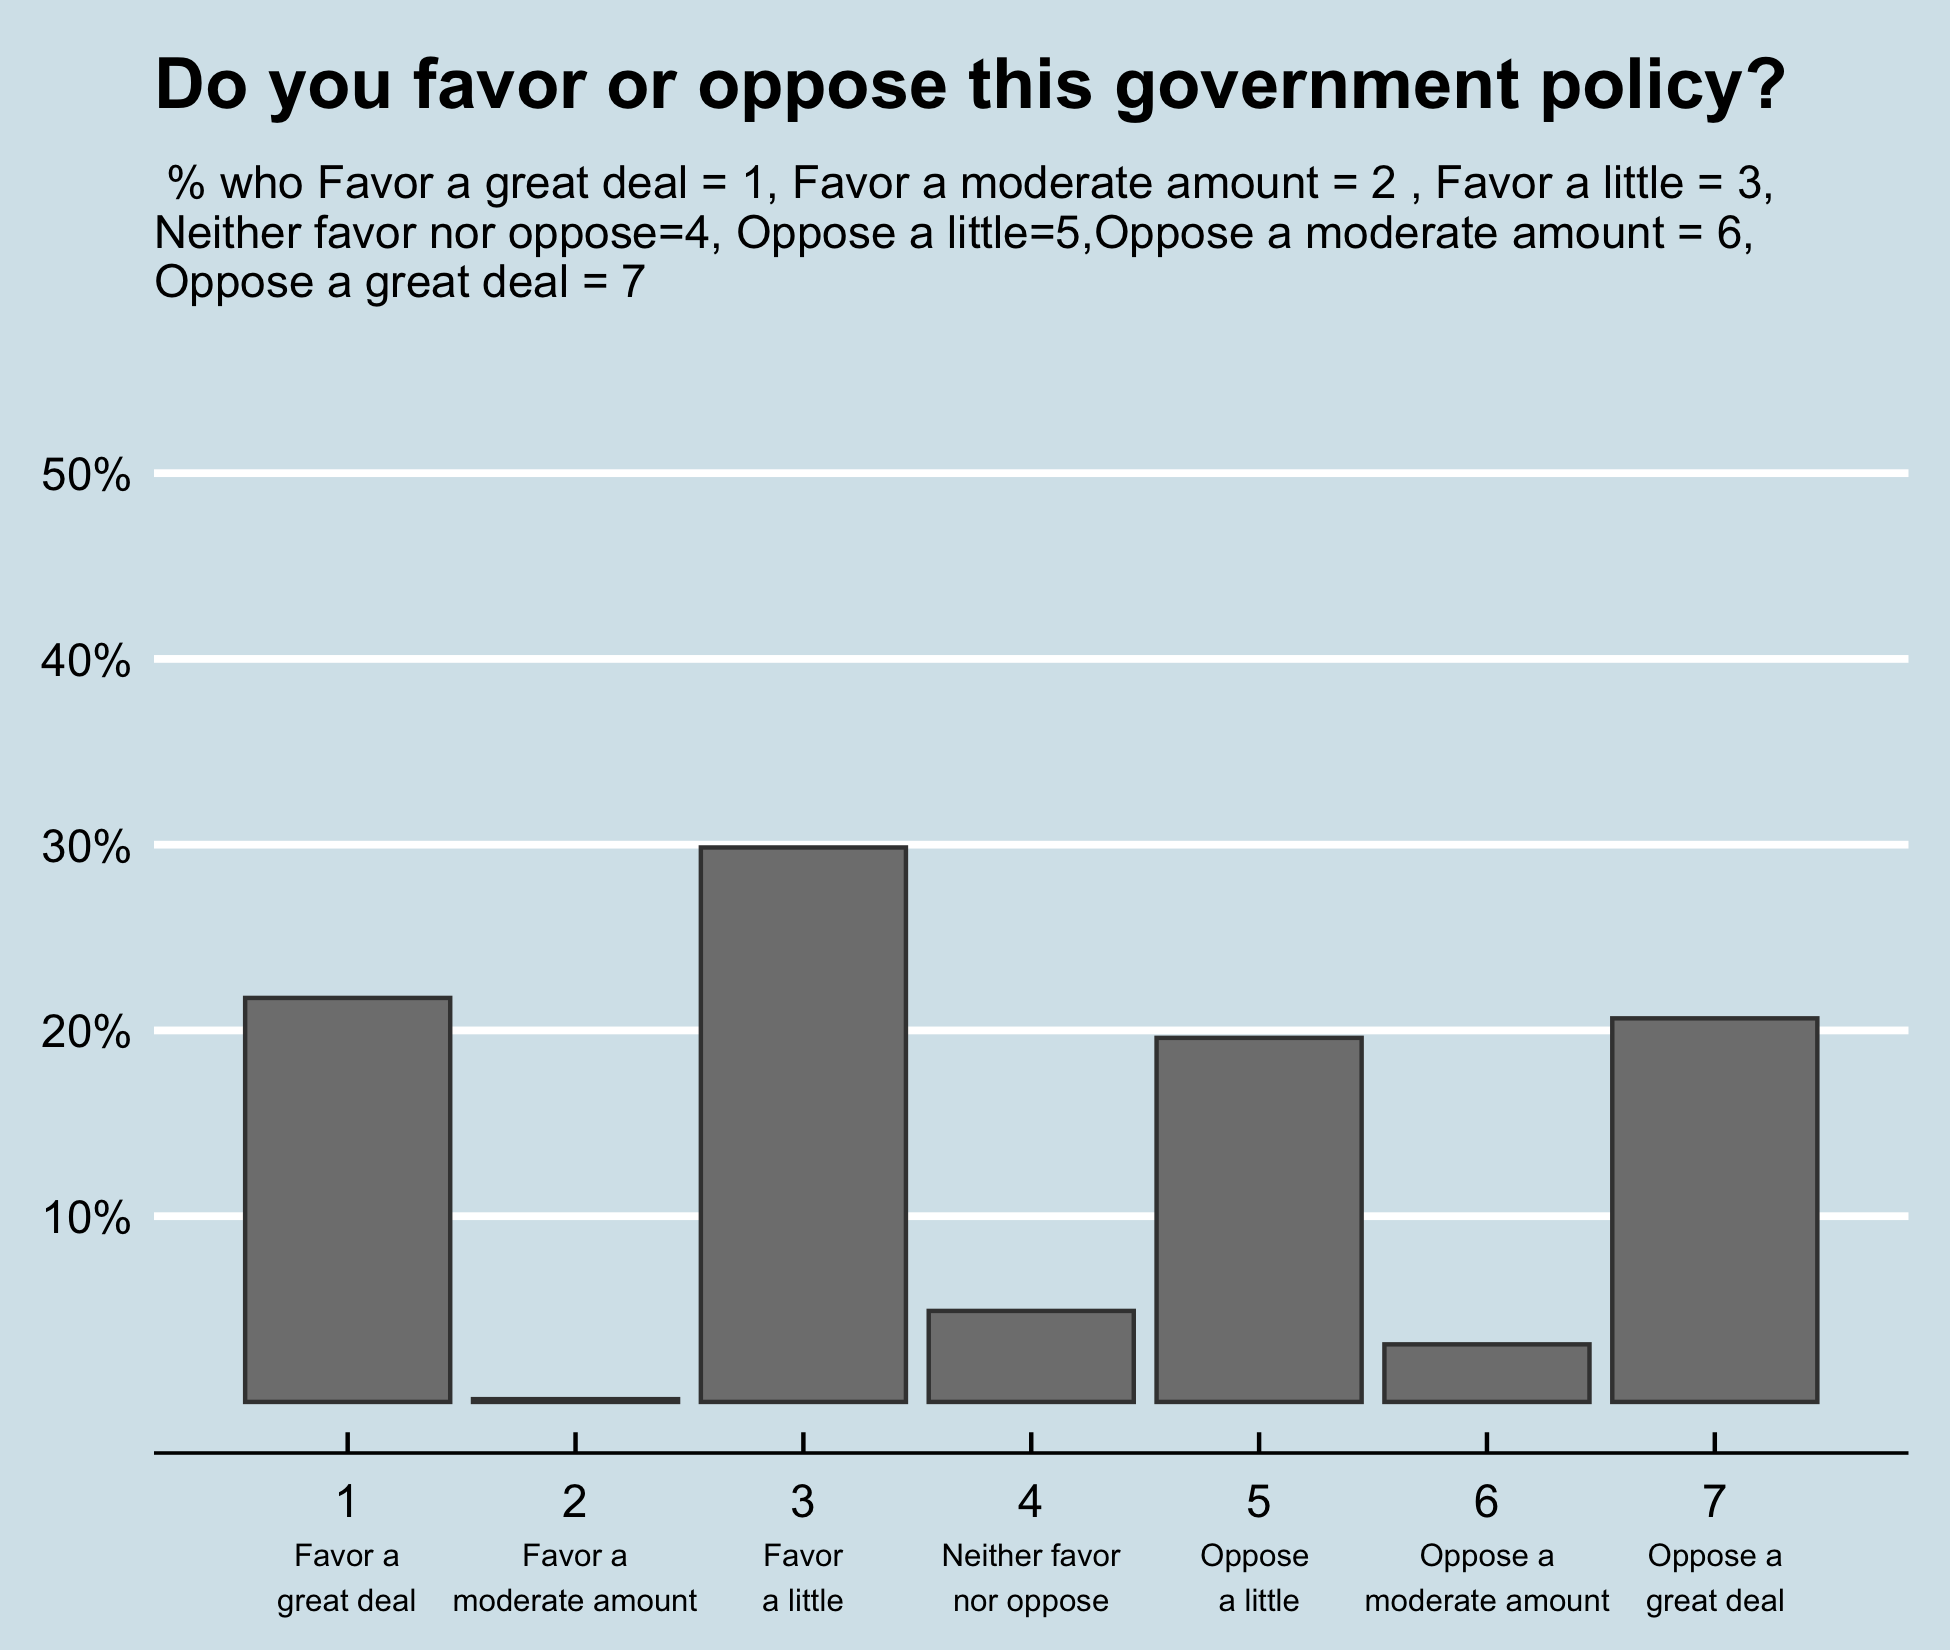 Do you favor or oppose this government policy?
% who Favor a great deal = 1, Favor a moderate amount = 2 , Favor a little = 3,
Neither favor nor oppose=4, Oppose a little=5,Oppose a moderate amount = 6,
Oppose a great deal = 7
50%
40%
30%
20%
10%
1 2 3 4 5 6 7
Favor a Favor a Favor Neither favor Oppose Oppose a Oppose a
great deal moderate amount a little nor oppose a little moderate amount great deal